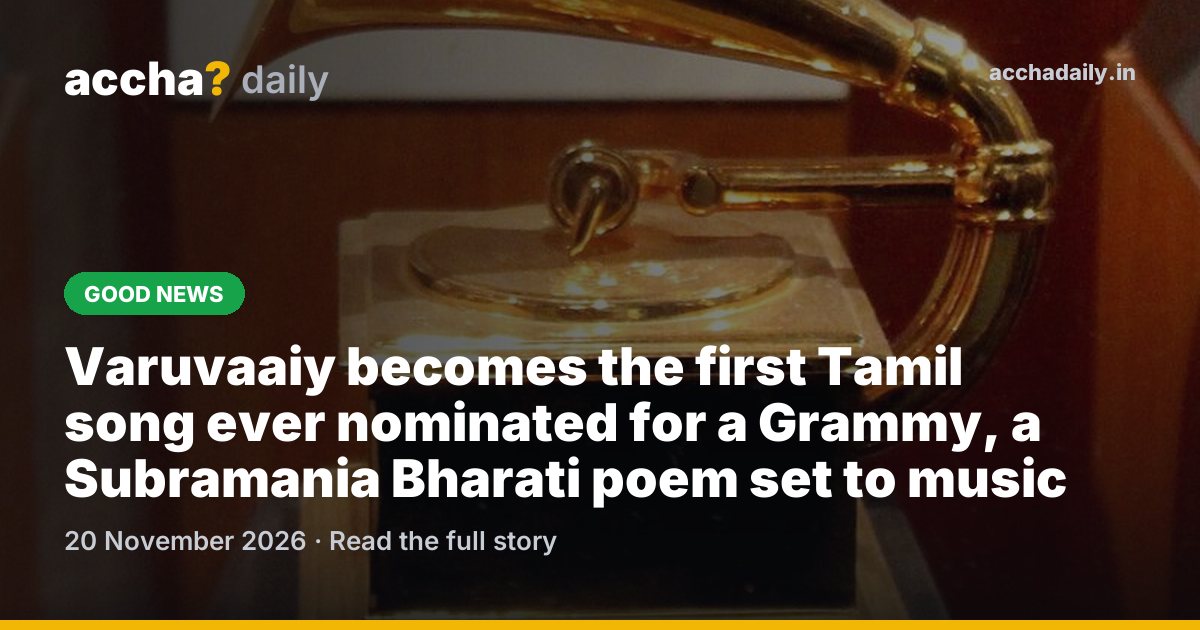 accha? daily
acchadaily.in
GOOD NEWS
Varuvaaiy becomes the first Tamil
song ever nominated for a Grammy, a
Subramania Bharati poem set to music
20 November 2026 · Read the full story